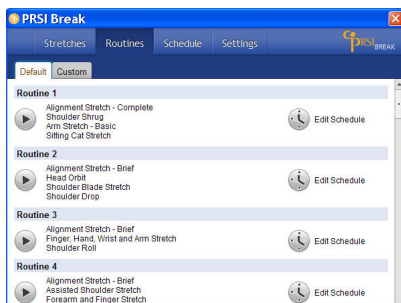 PRSI Break
Stretches Routines Schedule Settings
PRSI BREAK
Default Custom
Routine 1
Alignment Stretch - Complete
Shoulder Shrug
Arm Stretch - Basic
Sitting Cat Stretch
Edit Schedule
Routine 2
Alignment Stretch - Brief
Head Orbit
Shoulder Blade Stretch
Shoulder Drop
Edit Schedule
Routine 3
Alignment Stretch - Brief
Finger, Hand, Wrist and Arm Stretch
Shoulder Roll
Edit Schedule
Routine 4
Alignment Stretch - Brief
Assisted Shoulder Stretch
Forearm and Finger Stretch
Edit Schedule